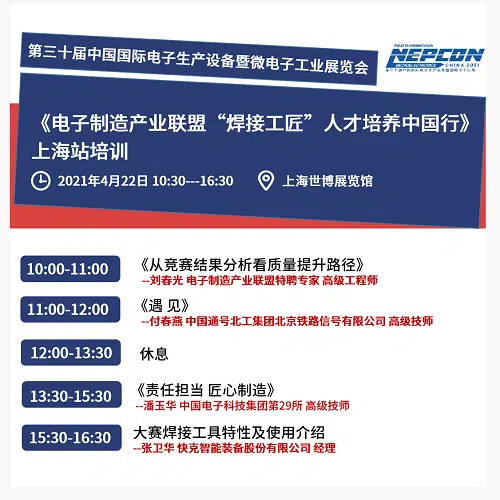 第三十届中国国际电子生产设备暨微电子工业展览会
THE 30TH PRESENTATION
NEPCON
MICROELECTRONICS CHINA 2021
《电子制造产业联盟“焊接工匠”人才培养中国行》
上海站培训
2021年4月22日 10:30---16:30 上海世博展览馆
10:00-11:00 《从竞赛结果分析看质量提升路径》
--刘春光 电子制造产业联盟特聘专家 高级工程师
11:00-12:00 《遇 见》
--付春燕 中国通号北工集团北京铁路信号有限公司 高级技师
12:00-13:30 休息
13:30-15:30 《责任担当 匠心制造》
--潘玉华 中国电子科技集团第29所 高级技师
15:30-16:30 大赛焊接工具特性及使用介绍
--张卫华 快克智能装备股份有限公司 经理